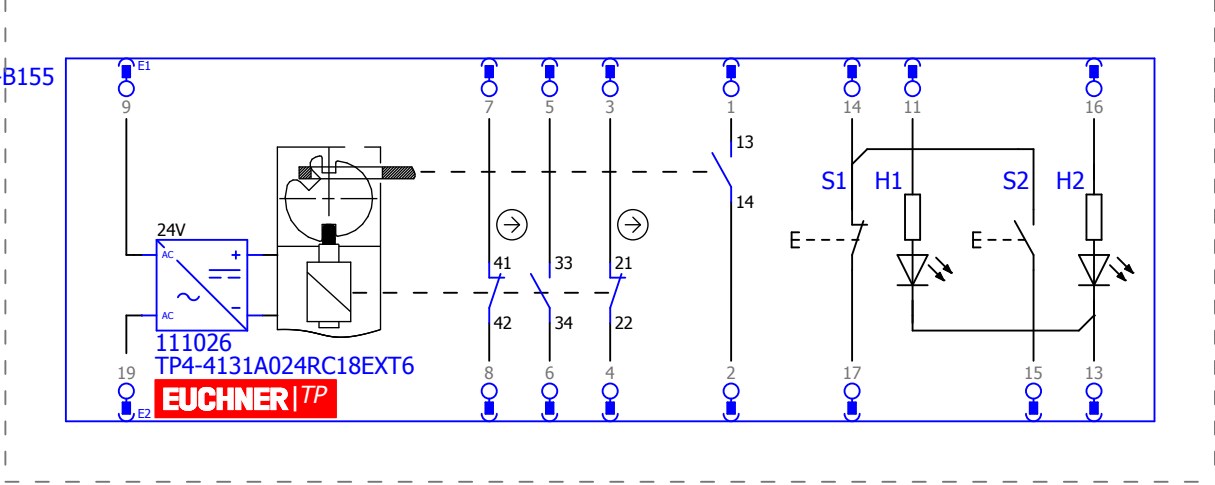 -B155
E1
9 7 5 3 1 14 11 16
13
14
S1 H1 S2 H2
24V
AC
+
AC
-
41 33 21
42 34 22
111026
TP4-4131A024RC18EXT6
19 8 6 4 2 17 15 13
EUCHNER|TP
E2